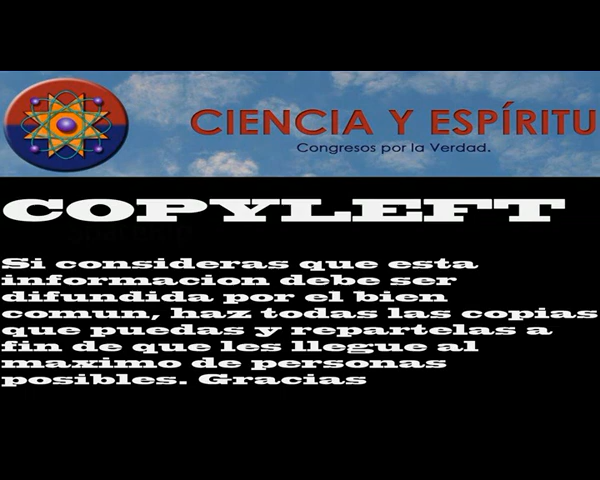 CIENCIA Y ESPÍRITU
Congresos por la Verdad.
COPYLEFT
Si consideras que esta
informacion debe ser
difundida por el bien
comun, haz todas las copias
que puedas y repartelas a
fin de que les llegue al
maximo de personas
posibles. Gracias